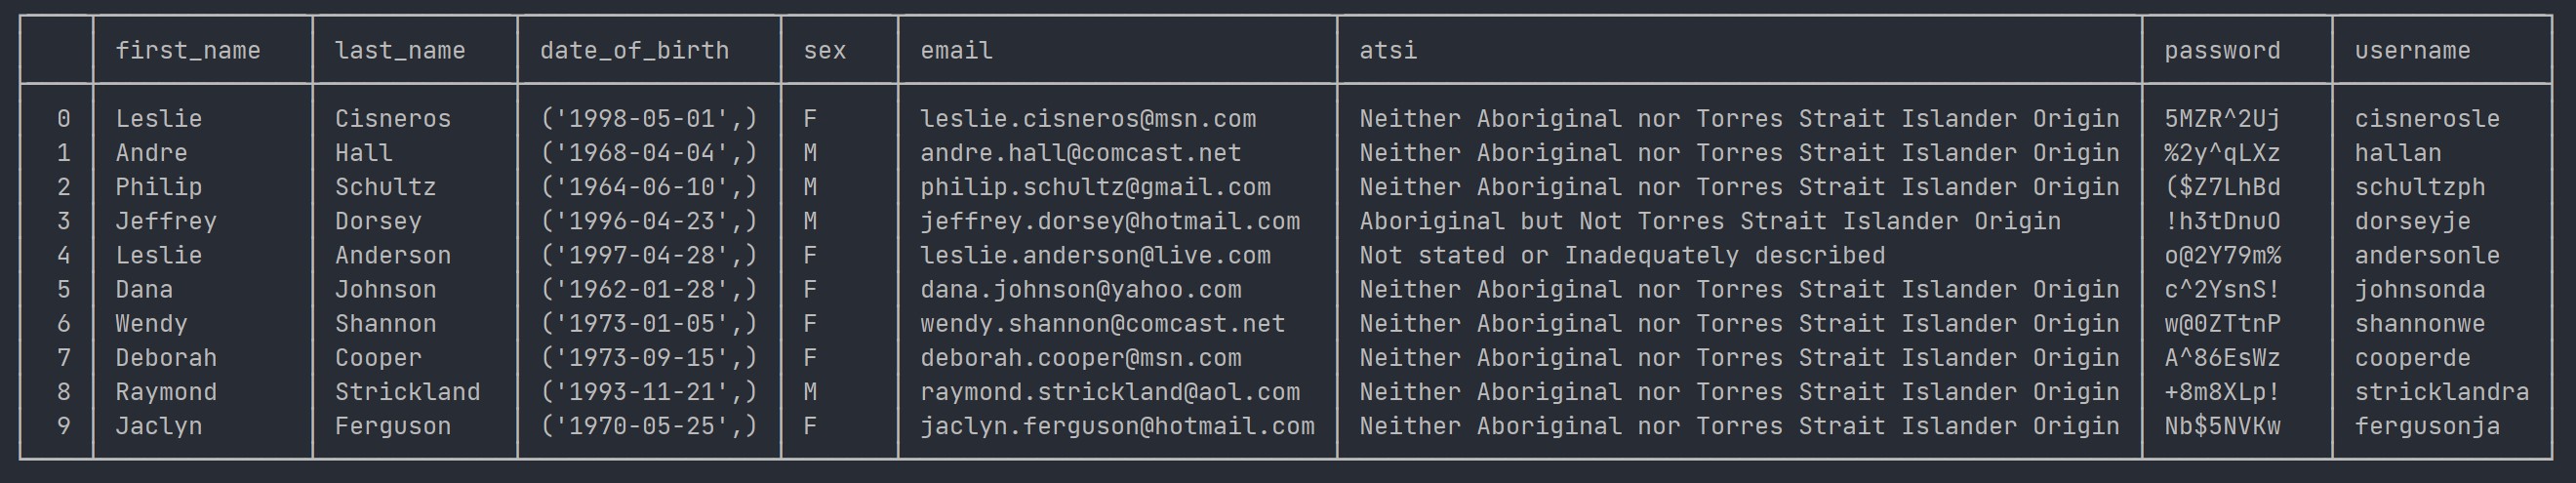 first_name last_name date_of_birth sex email atsi password username
0 Leslie Cisneros ('1998-05-01',) F leslie.cisneros@msn.com Neither Aboriginal nor Torres Strait Islander Origin 5MZR^2Uj cisnerosle
1 Andre Hall ('1968-04-04',) M andre.hall@comcast.net Neither Aboriginal nor Torres Strait Islander Origin %2y^qLXz hallan
2 Philip Schultz ('1964-06-10',) M philip.schultz@gmail.com Neither Aboriginal nor Torres Strait Islander Origin ($Z7LhBd schultzph
3 Jeffrey Dorsey ('1996-04-23',) M jeffrey.dorsey@hotmail.com Aboriginal but Not Torres Strait Islander Origin !h3tDnuO dorseyje
4 Leslie Anderson ('1997-04-28',) F leslie.anderson@live.com Not stated or Inadequately described o@2Y79m% andersonle
5 Dana Johnson ('1962-01-28',) F dana.johnson@yahoo.com Neither Aboriginal nor Torres Strait Islander Origin c^2YsnS! johnsonda
6 Wendy Shannon ('1973-01-05',) F wendy.shannon@comcast.net Neither Aboriginal nor Torres Strait Islander Origin w@0ZTtnP shannonwe
7 Deborah Cooper ('1973-09-15',) F deborah.cooper@msn.com Neither Aboriginal nor Torres Strait Islander Origin A^86EsWz cooperde
8 Raymond Strickland ('1993-11-21',) M raymond.strickland@aol.com Neither Aboriginal nor Torres Strait Islander Origin +8m8XLp! stricklandra
9 Jaclyn Ferguson ('1970-05-25',) F jaclyn.ferguson@hotmail.com Neither Aboriginal nor Torres Strait Islander Origin Nb$5NVKw fergusonja